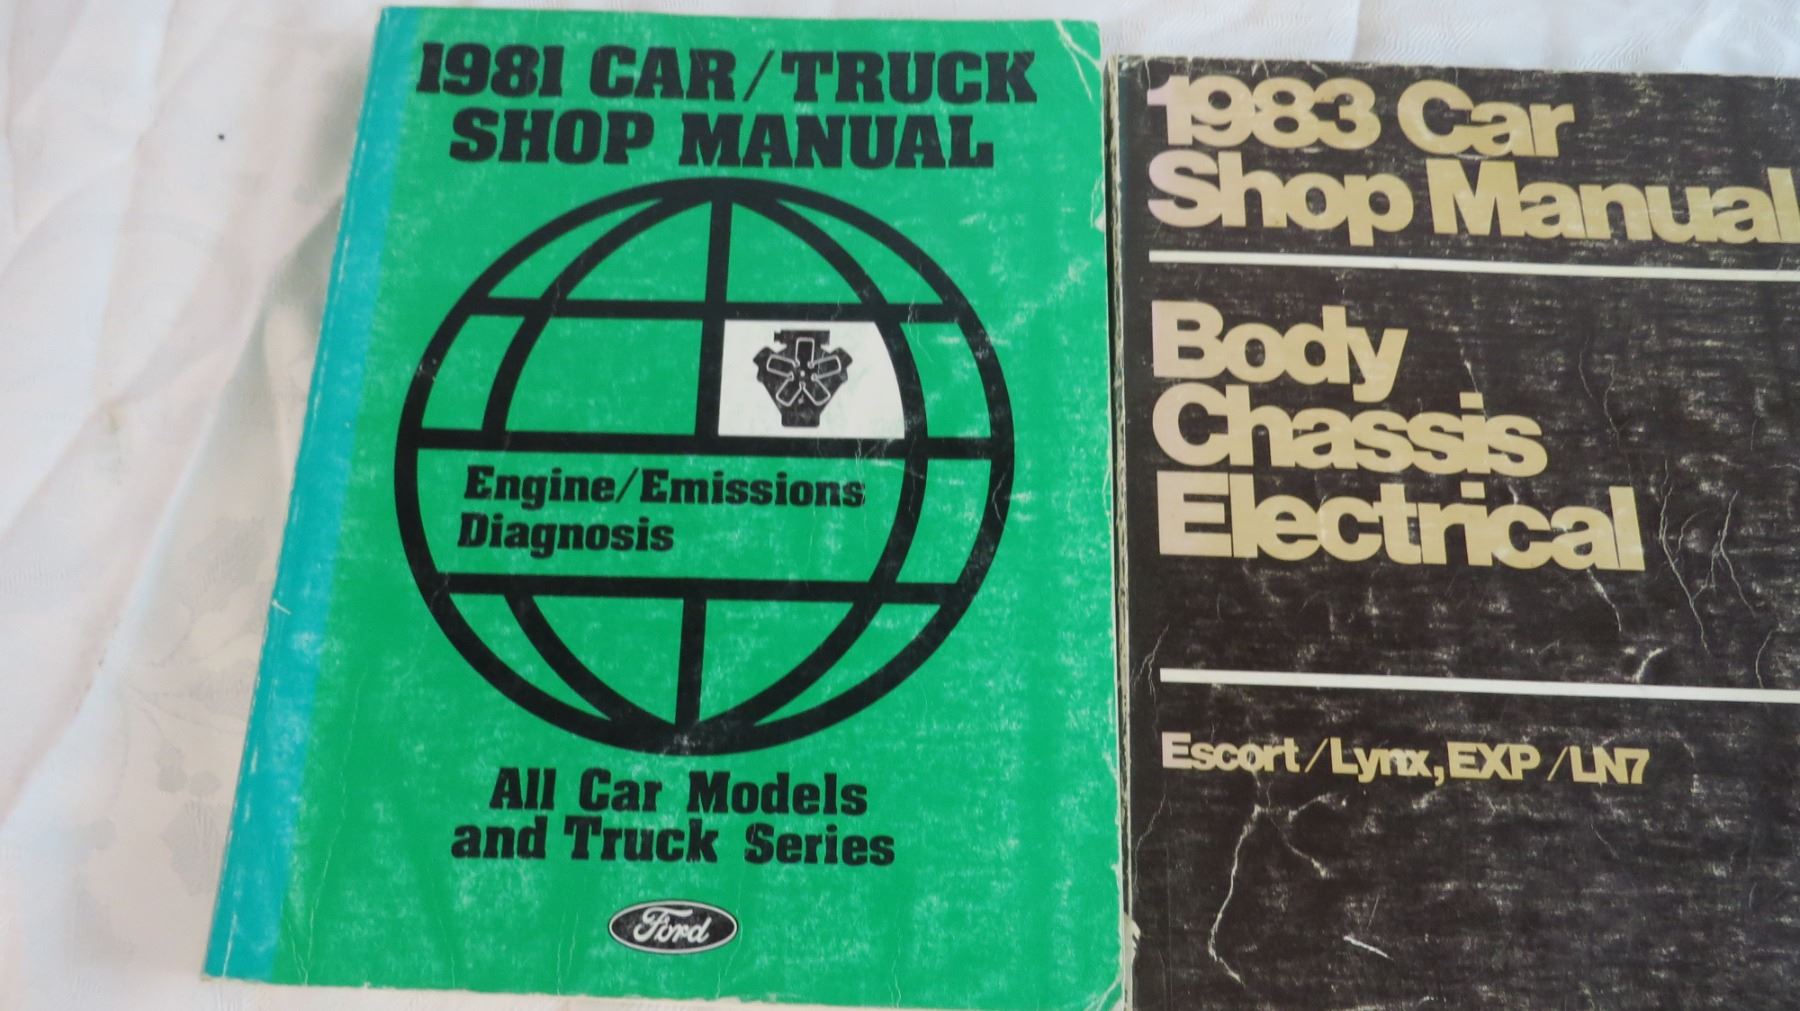 1981 CAR/TRUCK
SHOP MANUAL
Engine/Emissions
Diagnosis
All Car Models
and Truck Series
Ford
1983 Car
Shop Manual
Body
Chassis
Electrical
Escort/Lynx, EXP/LN7